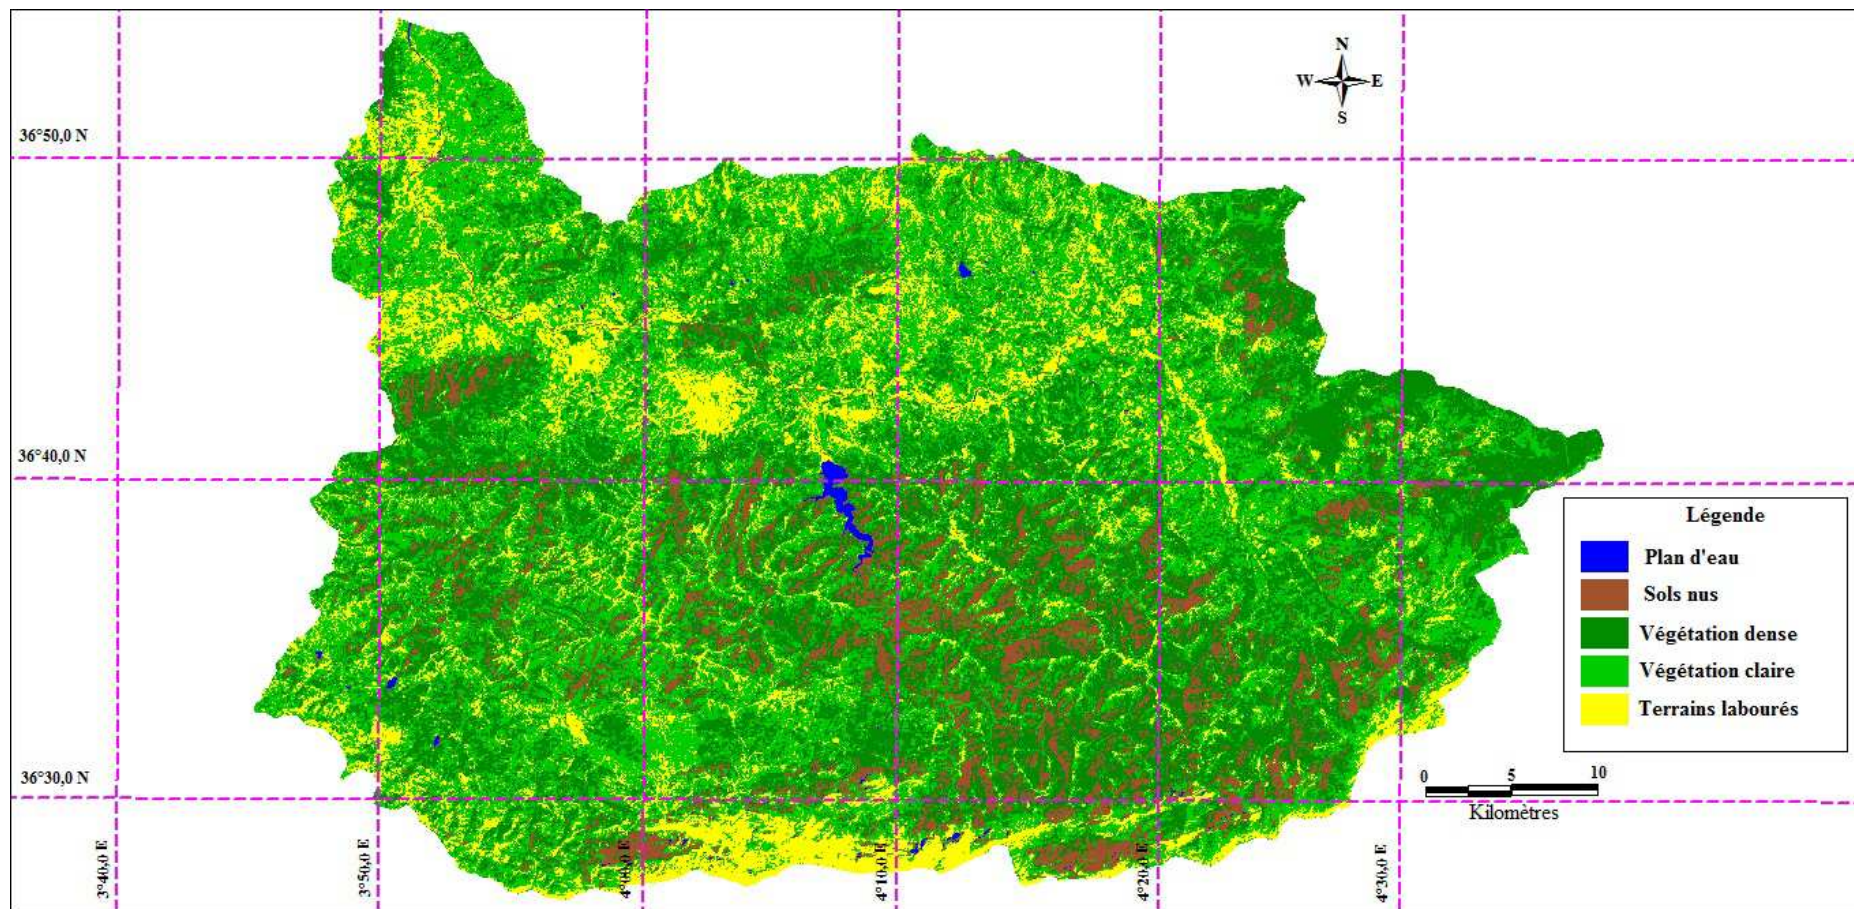 N
W E
S
36°50,0 N
36°40,0 N
36°30,0 N
Légende
Plan d'eau
Sols nus
Végétation dense
Végétation claire
Terrains labourés
0 5 10
Kilomètres
3°40,0 E
3°50,0 E
4°00,0 E
4°10,0 E
4°20,0 E
4°30,0 E